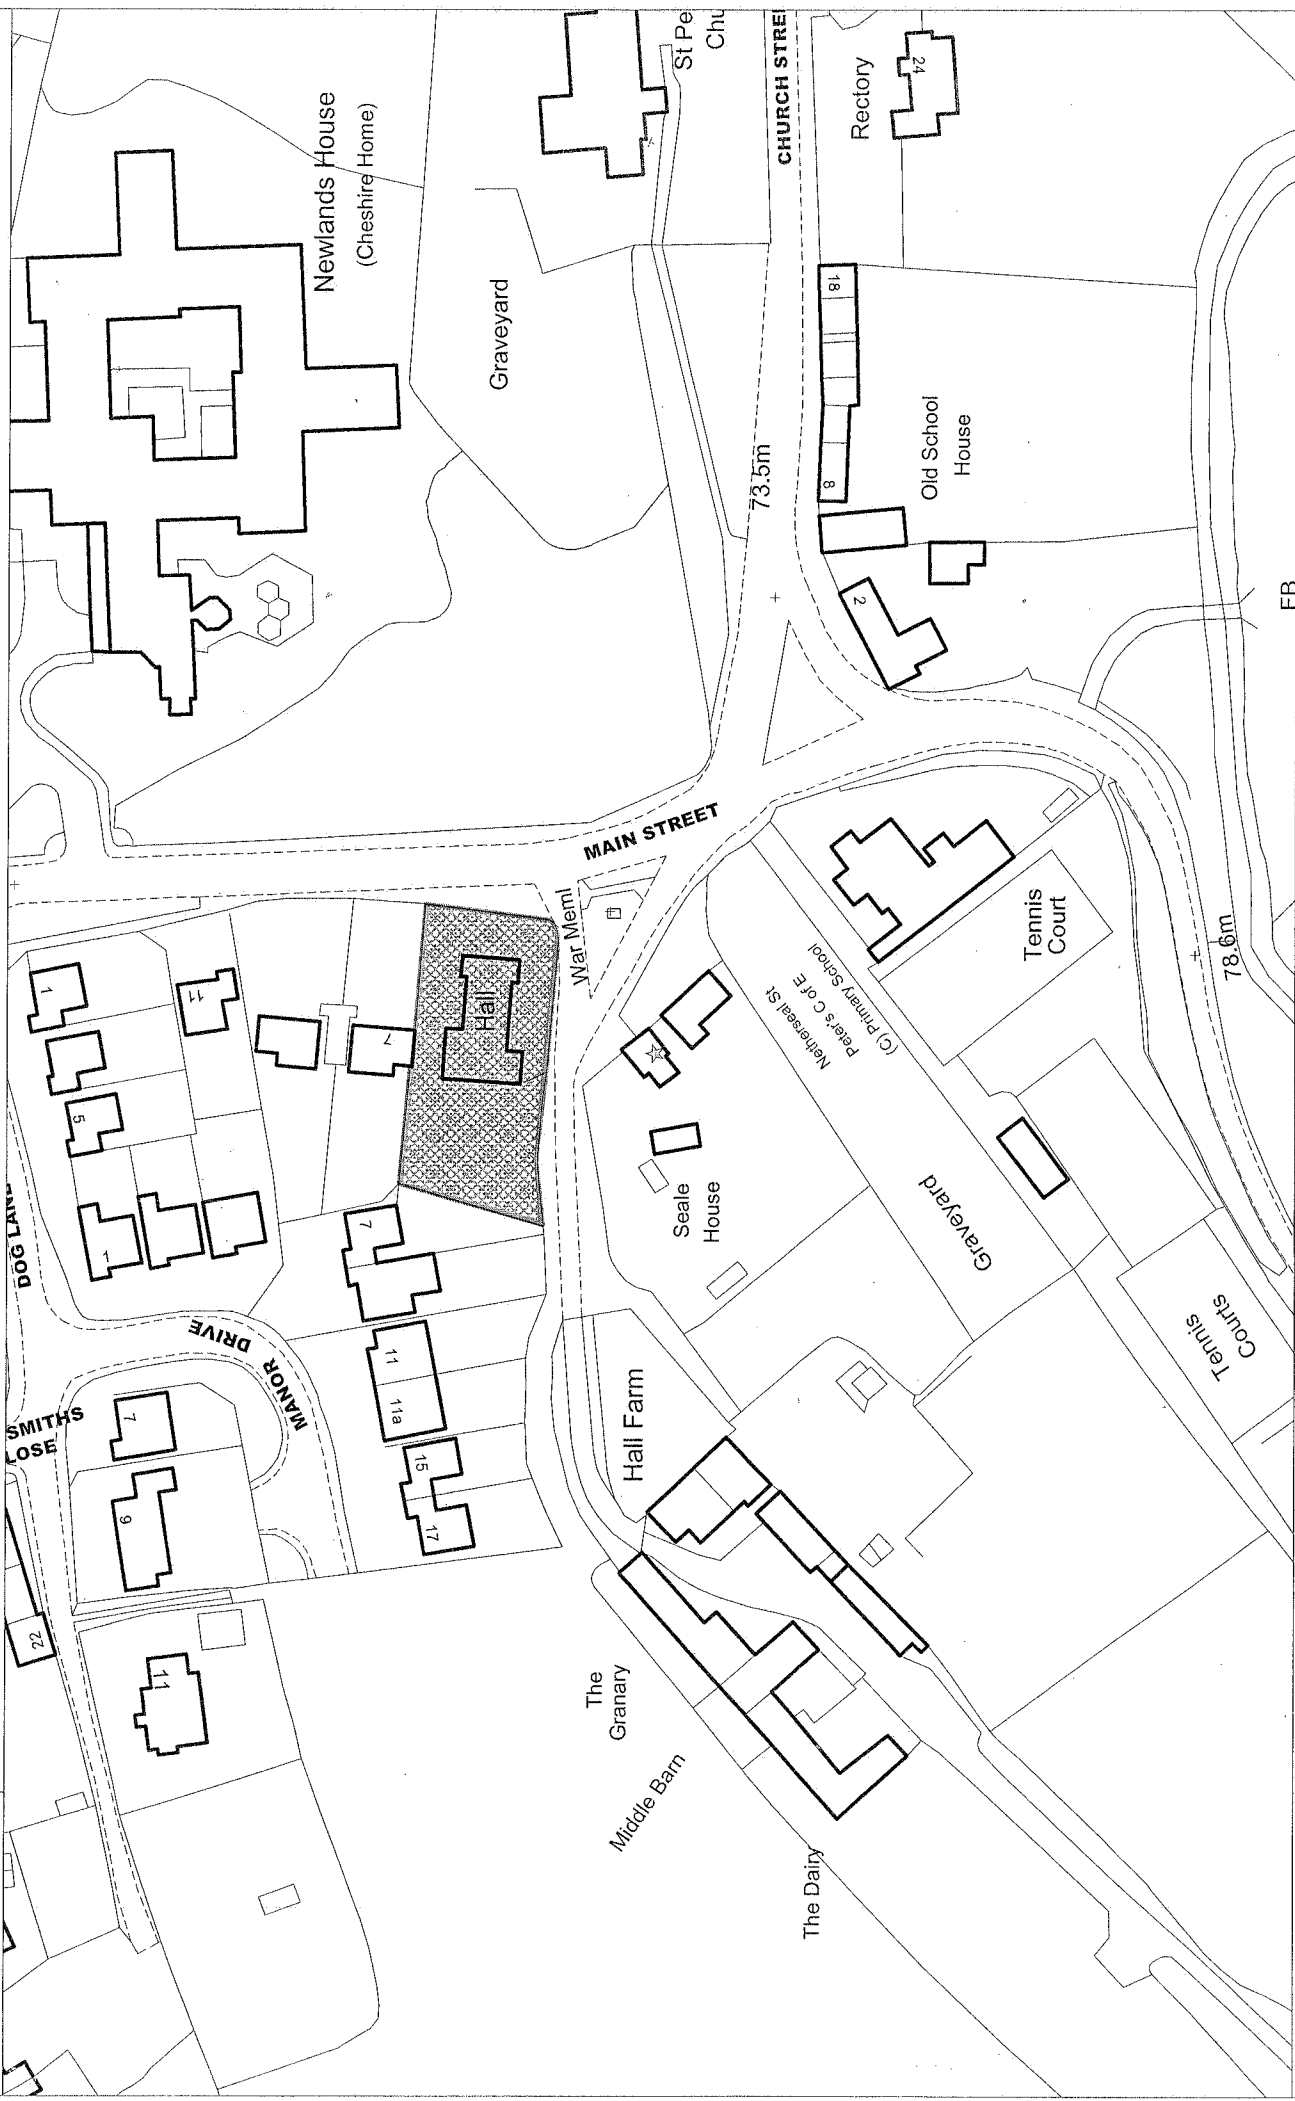 Newlands House
(Cheshire Home)
St Pe
Chu
CHURCH STREE
Rectory
24
Graveyard
18
8
Old School
House
73.5m
2
FB
MAIN STREET
War Meml
Hall
Tennis
Court
78.6m
Netherseal St
Peter's C of E
(C) Primary School
1
11
5
7
Seale
House
Graveyard
Tennis
Courts
DOG LANE
1
7
MANOR
DRIVE
11
11a
15
17
Hall Farm
SMITHS
LOSE
7
9
22
11
The
Granary
Middle Barn
The Dairy